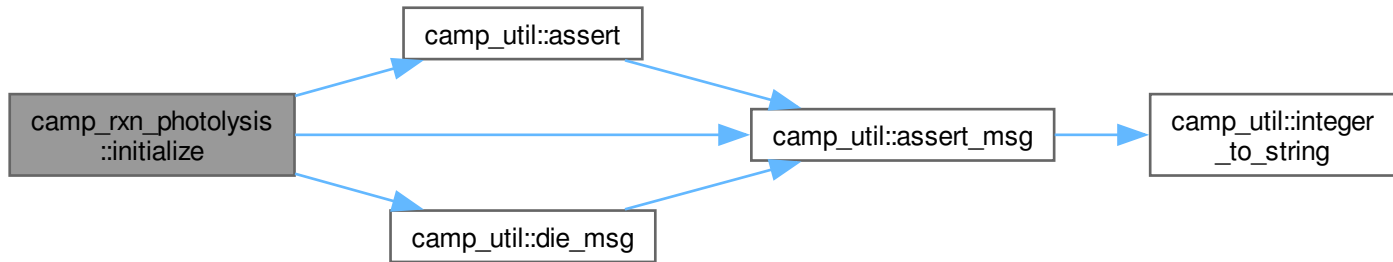 camp_util::assert
camp_rxn_photolysis
::initialize
camp_util::assert_msg
camp_util::integer
_to_string
camp_util::die_msg